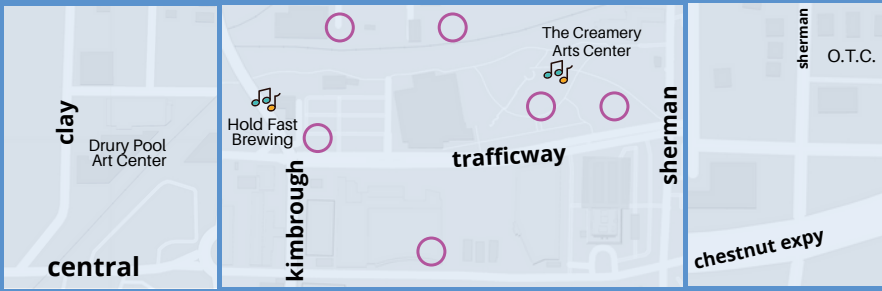 clay
Drury Pool
Art Center
central
Hold Fast
Brewing
kimbrough
The Creamery
Arts Center
trafficway
sherman
sherman
O.T.C.
chestnut expy